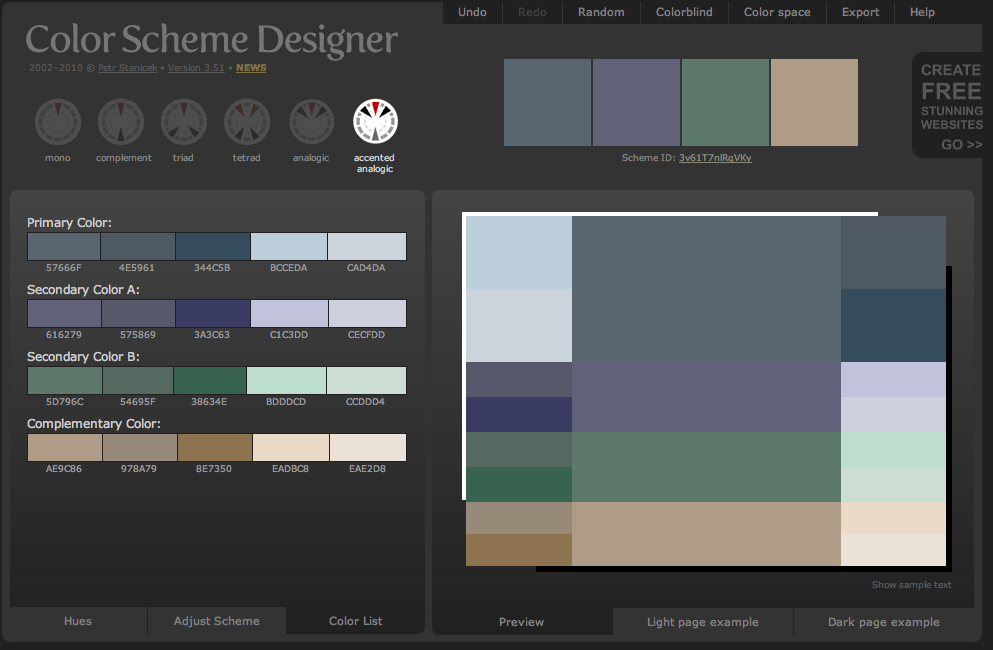 Undo Redo Random Colorblind Color space Export Help
Color Scheme Designer
2002–2010 © Petr Stanicek • Version 3.51 • NEWS
mono complement triad tetrad analogic accented analogic
Scheme ID: 3v61T7nIRgVKy
CREATE
FREE
STUNNING
WEBSITES
GO >>
Primary Color:
57666F 4E5961 344C5B BCCEDA CAD4DA
Secondary Color A:
616279 575869 3A3C63 C1C3DD CECFDD
Secondary Color B:
5D796C 54695F 38634E BDDDCD CCDDD4
Complementary Color:
AE9C86 978A79 8E7350 EADBC8 EAE2D8
Show sample text
Hues Adjust Scheme Color List
Preview Light page example Dark page example